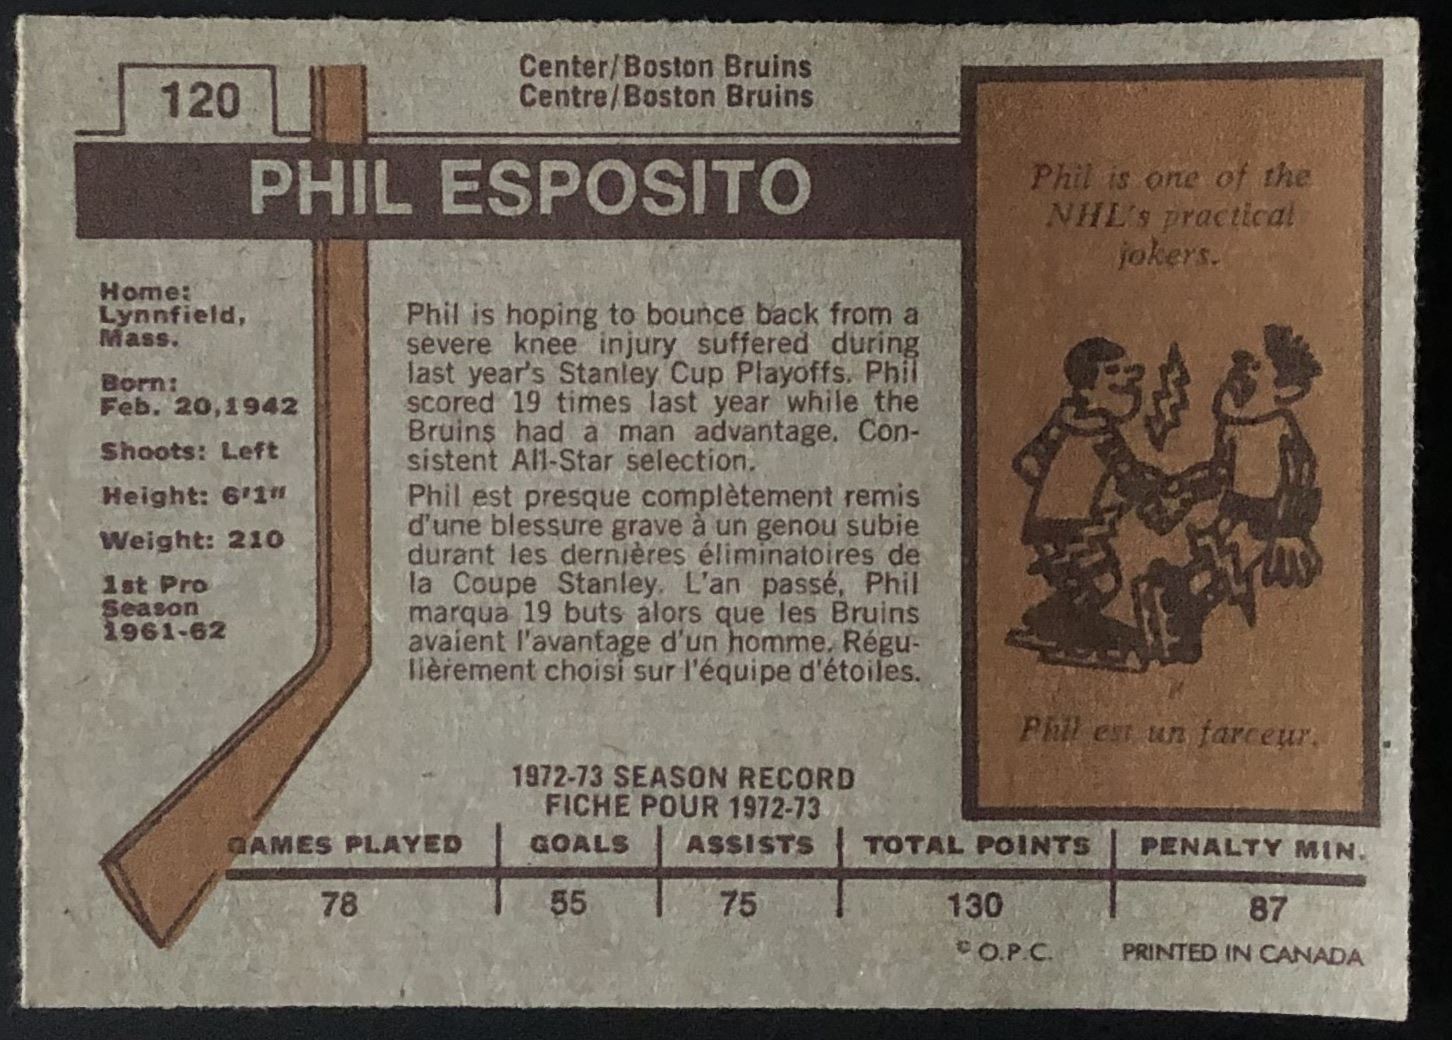 120
Center/Boston Bruins
Centre/Boston Bruins
PHIL ESPOSITO
Home:
Lynnfield,
Mass.
Born:
Feb. 20,1942
Shoots: Left
Height: 6'1"
Weight: 210
1st Pro
Season
1961-62
Phil is hoping to bounce back from a
severe knee injury suffered during
last year's Stanley Cup Playoffs. Phil
scored 19 times last year while the
Bruins had a man advantage. Con-
sistent All-Star selection.
Phil est presque complètement remis
d'une blessure grave à un genou subie
durant les dernières éliminatoires de
la Coupe Stanley. L'an passé, Phil
marqua 19 buts alors que les Bruins
avaient l'avantage d'un homme. Régu-
lièrement choisi sur l'équipe d'étoiles.
Phil is one of the
NHL's practical
jokers.
Phil est un farceur.
1972-73 SEASON RECORD
FICHE POUR 1972-73
GAMES PLAYED GOALS ASSISTS TOTAL POINTS PENALTY MIN.
78 55 75 130 87
© O.P.C. PRINTED IN CANADA